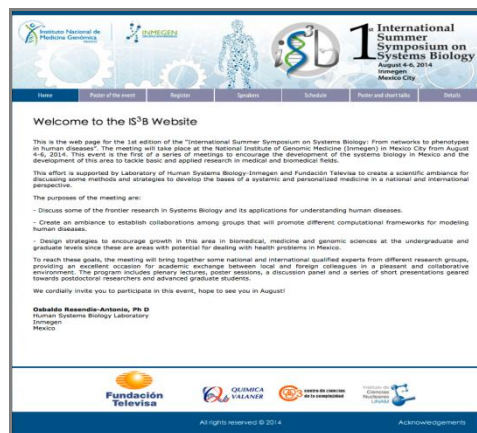 Instituto Nacional de
Medicina Genómica
INMEGEN
iS³B
1st International
Summer
Symposium on
Systems Biology
August 4-6, 2014
Inmegen
Mexico City
Home Poster of the event Register Speakers Schedule Poster and short talks Details
Welcome to the IS³B Website
This is the web page for the 1st edition of the "International Summer Symposium on Systems Biology: From networks to phenotypes
in human diseases". The meeting will take place at the National Institute of Genomic Medicine (Inmegen) in Mexico City from August
4-6, 2014. This event is the first of a series of meetings to encourage the development of the systems biology in Mexico and the
development of this area to tackle basic and applied research in medical and biomedical fields.
This effort is supported by Laboratory of Human Systems Biology-Inmegen and Fundación Televisa to create a scientific ambiance for
discussing some methods and strategies to develop the bases of a systemic and personalized medicine in a national and international
perspective.
The purposes of the meeting are:
- Discuss some of the frontier research in Systems Biology and its applications for understanding human diseases.
- Create an ambiance to establish collaborations among groups that will promote different computational frameworks for modeling
human diseases.
- Design strategies to encourage growth in this area in biomedical, medicine and genomic sciences at the undergraduate and
graduate levels since these are areas with potential for dealing with health problems in Mexico.
To reach these goals, the meeting will bring together some national and international qualified experts from different research groups,
providing an excellent occasion for academic exchange between local and foreign colleagues in a pleasant and collaborative
environment. The program includes plenary lectures, poster sessions, a discussion panel and a series of short presentations geared
towards postdoctoral researchers and advanced graduate students.
We cordially invite you to participate in this event, hope to see you in August!
Osbaldo Resendis-Antonio, Ph D
Human Systems Biology Laboratory
Inmegen
Mexico
Fundación
Televisa
QUIMICA
VALANER
centro de ciencias
de la complejidad
Instituto de
Ciencias
Nucleares
UNAM
All rights reserved © 2014 Acknowledgements